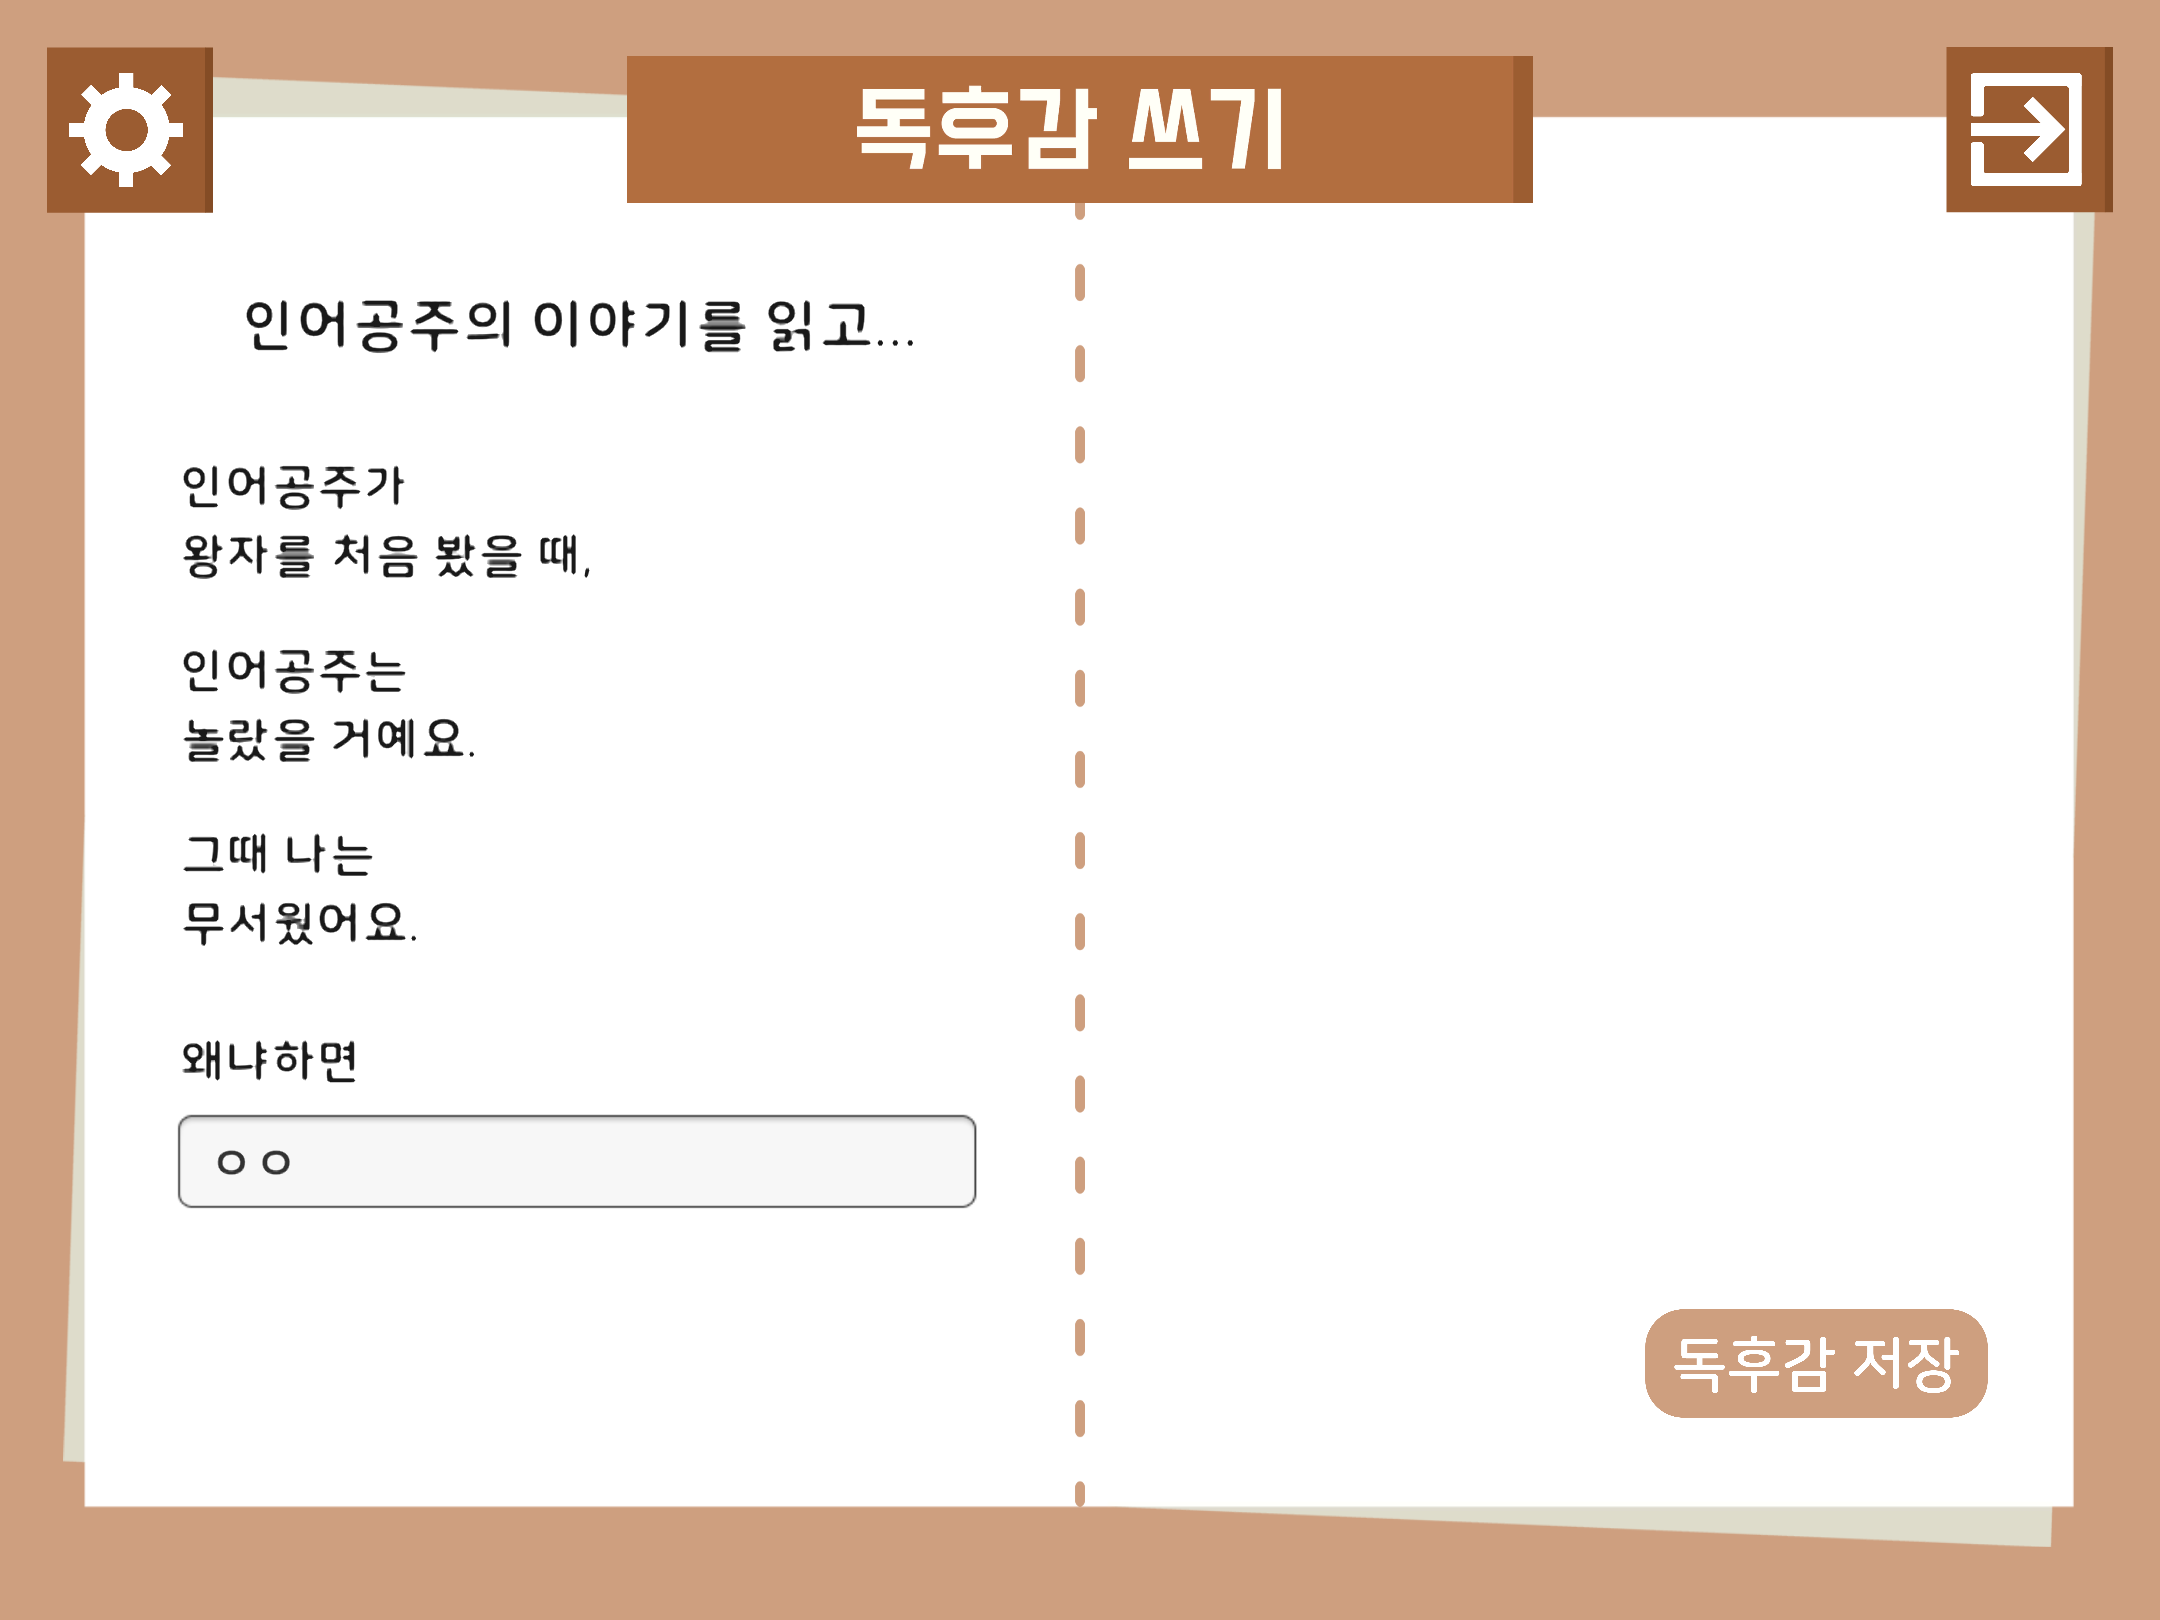 독후감 쓰기
인어공주의 이야기를 읽고...
인어공주가
왕자를 처음 봤을 때,
인어공주는
놀랐을 거예요.
그때 나는
무서웠어요.
왜냐하면
ㅇㅇ
독후감 저장